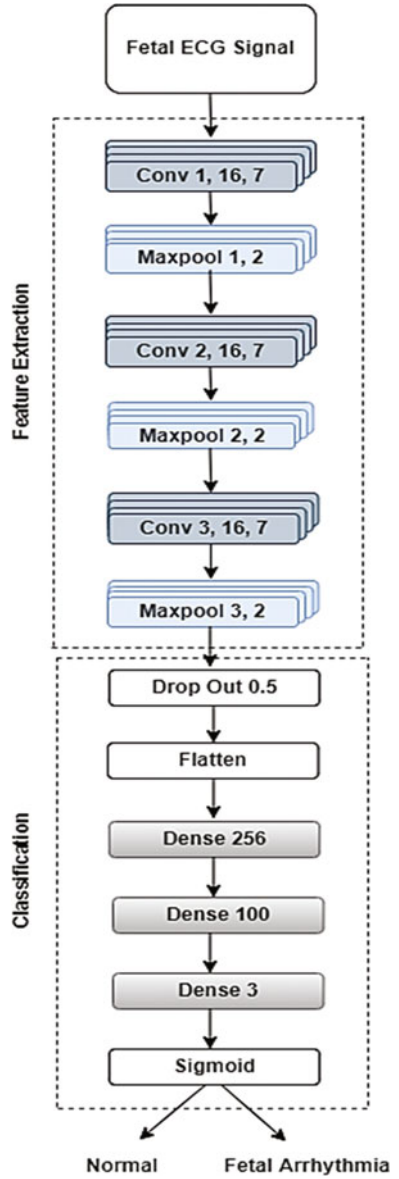 Fetal ECG Signal
Feature Extraction
Conv 1, 16, 7
Maxpool 1, 2
Conv 2, 16, 7
Maxpool 2, 2
Conv 3, 16, 7
Maxpool 3, 2
Classification
Drop Out 0.5
Flatten
Dense 256
Dense 100
Dense 3
Sigmoid
Normal
Fetal Arrhythmia